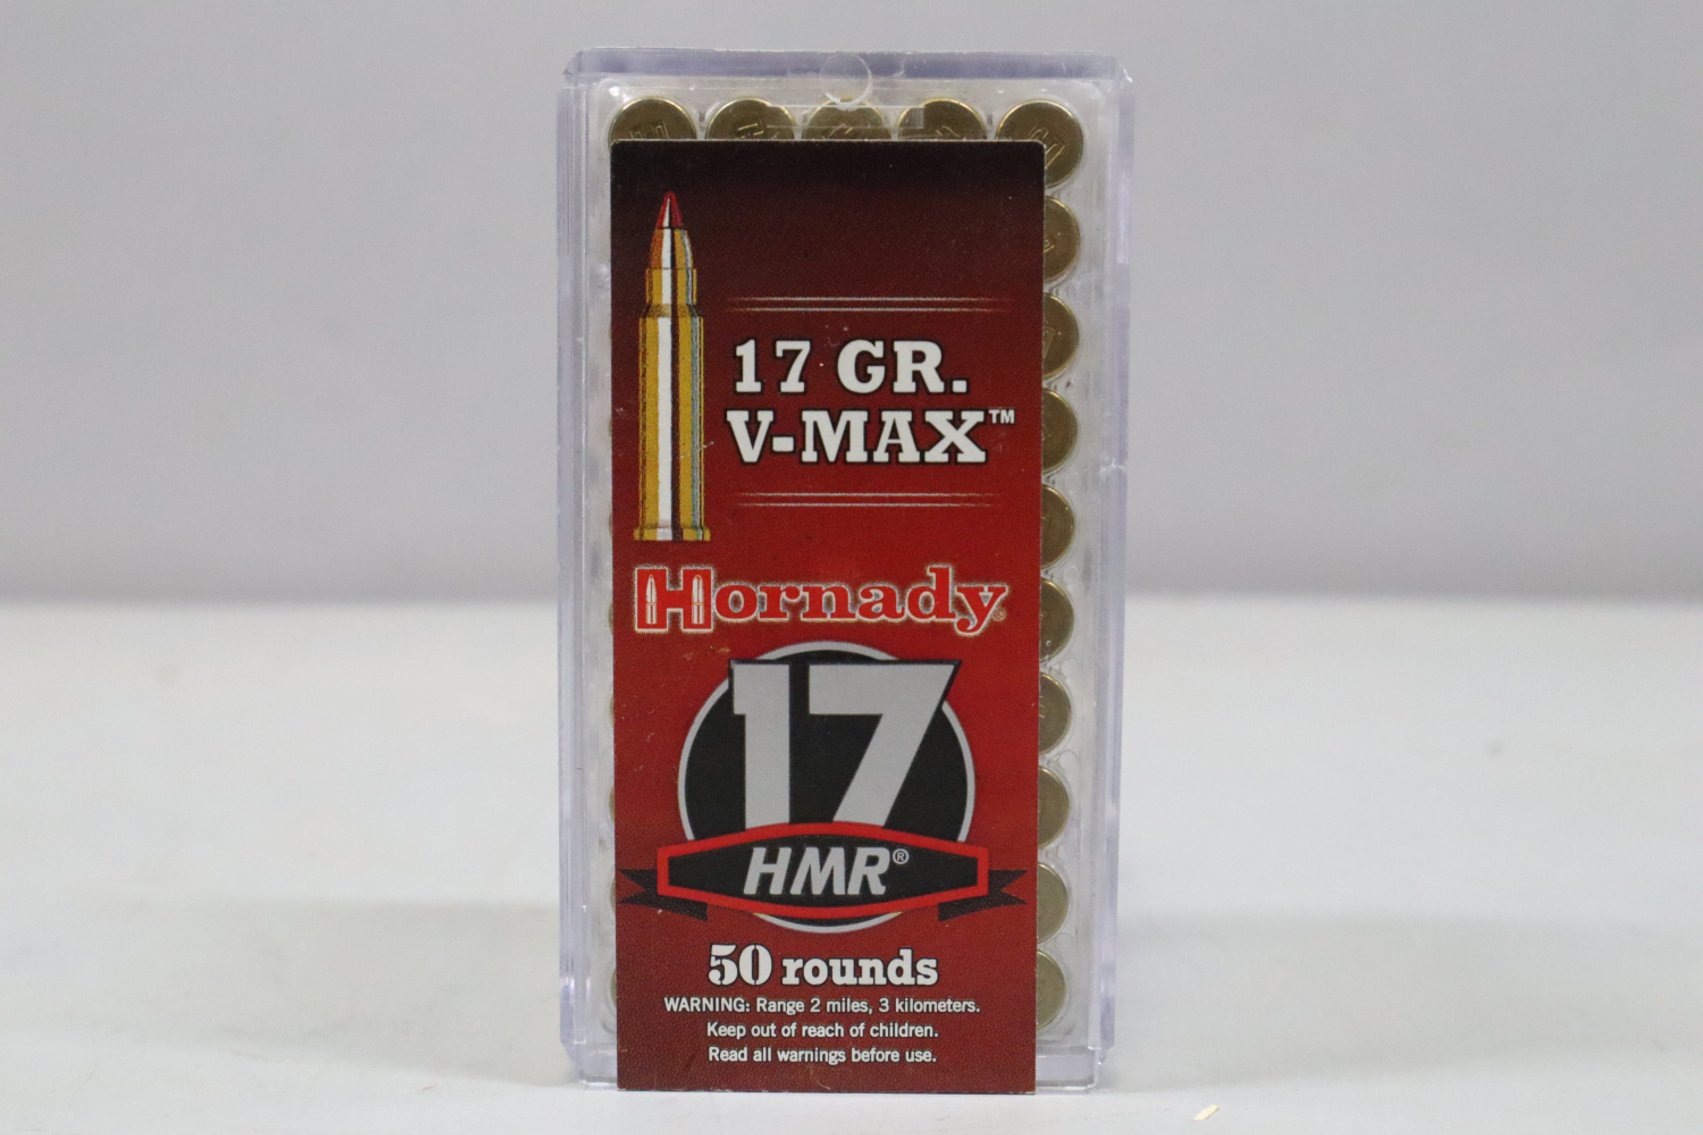 17 GR.
V-MAX™
Hornady®
17
HMR®
50 rounds
WARNING: Range 2 miles, 3 kilometers.
Keep out of reach of children.
Read all warnings before use.